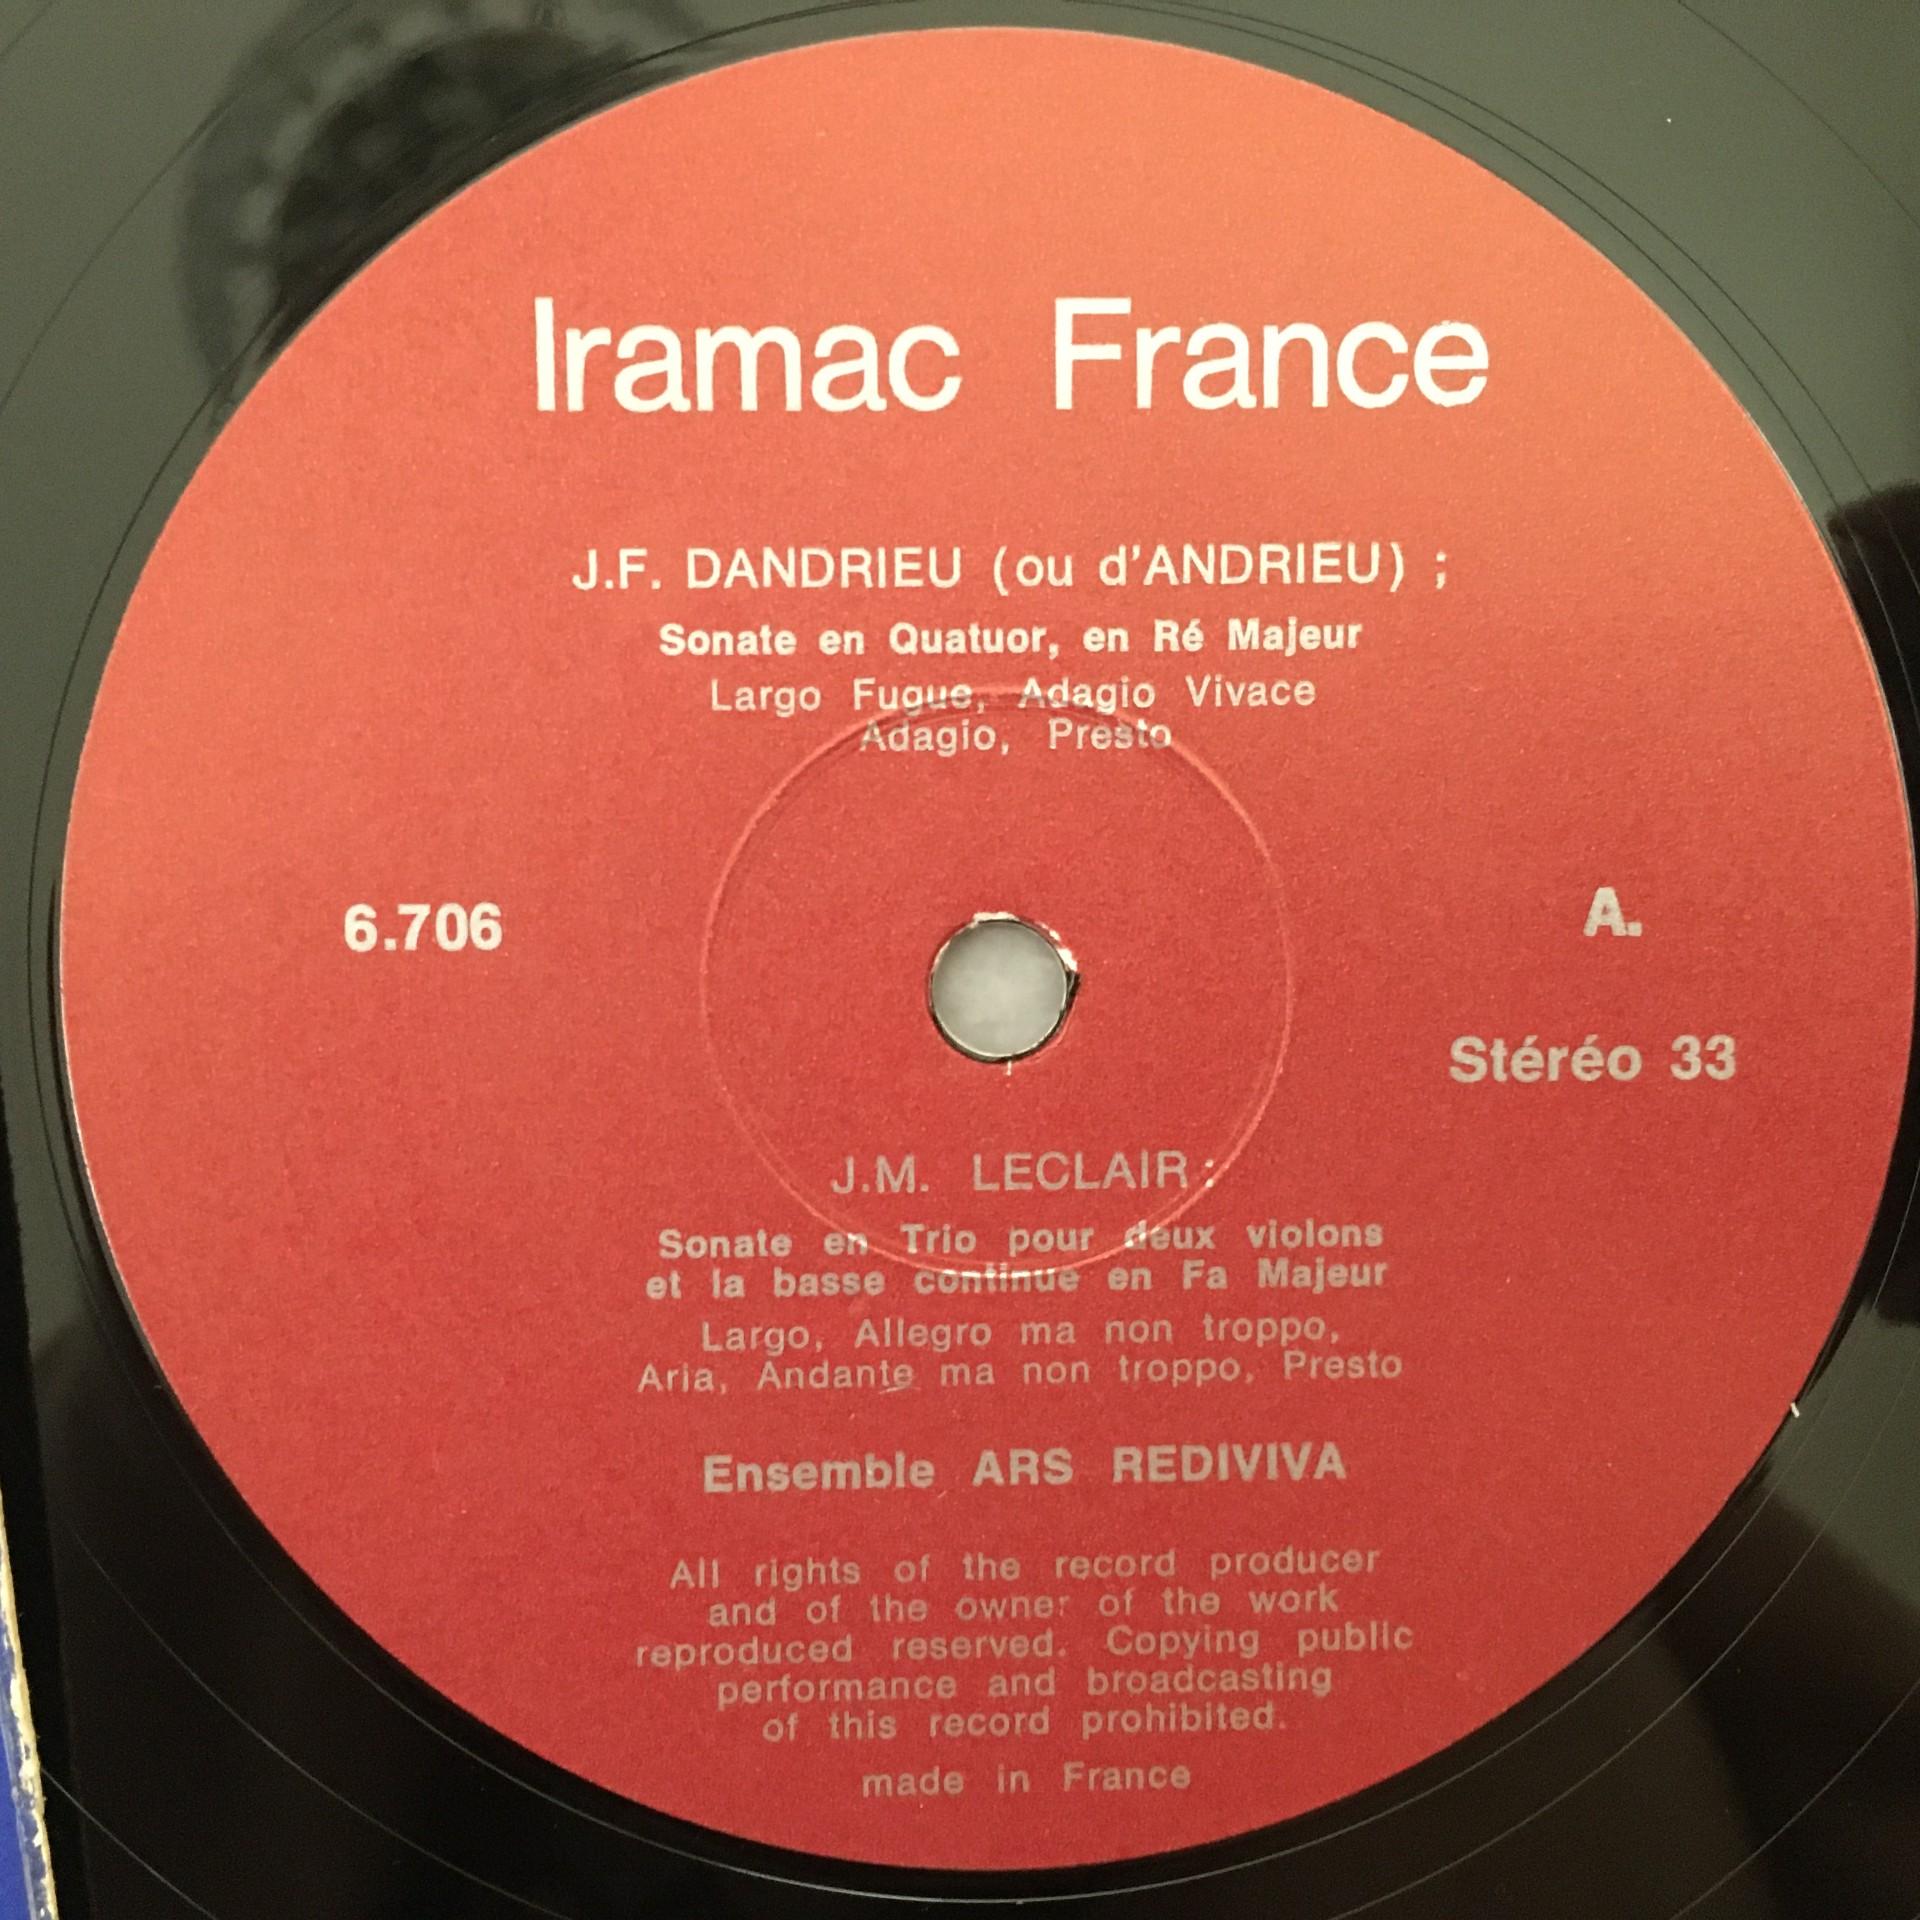 Iramac France
J.F. DANDRIEU (ou d'ANDRIEU) ;
Sonate en Quatuor, en Ré Majeur
Largo Fugue, Adagio Vivace
Adagio, Presto
6.706
A.
Stéréo 33
J.M. LECLAIR :
Sonate en Trio pour deux violons
et la basse continue en Fa Majeur
Largo, Allegro ma non troppo,
Aria, Andante ma non troppo, Presto
Ensemble ARS REDIVIVA
All rights of the record producer
and of the owner of the work
reproduced reserved. Copying public
performance and broadcasting
of this record prohibited.
made in France